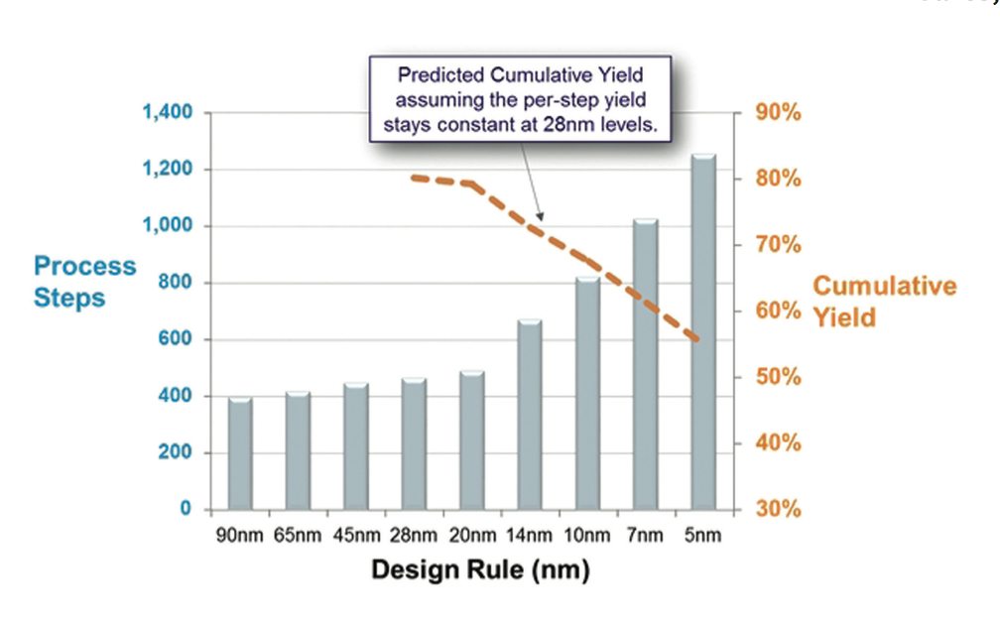 Predicted Cumulative Yield
assuming the per-step yield
stays constant at 28nm levels.
1,400
1,200
1,000
800
600
400
200
0
Process
Steps
90%
80%
70%
60%
50%
40%
30%
Cumulative
Yield
90nm 65nm 45nm 28nm 20nm 14nm 10nm 7nm 5nm
Design Rule (nm)